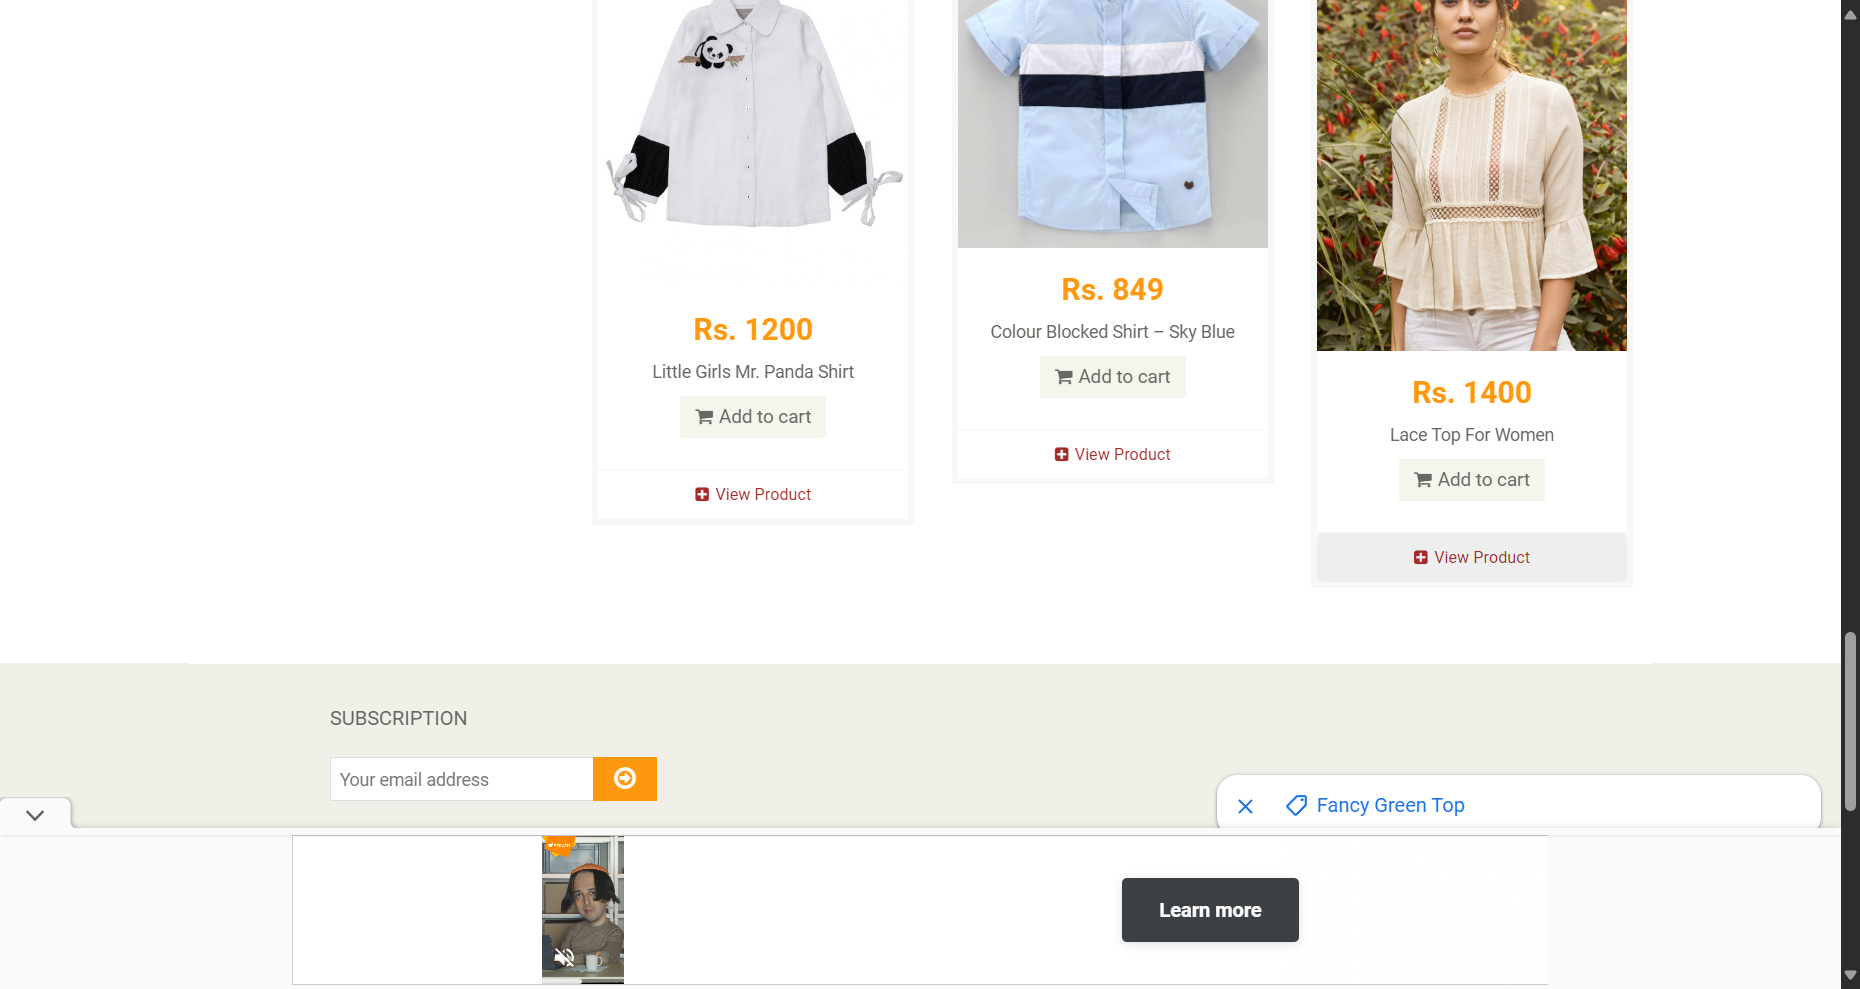 Rs. 1200
Little Girls Mr. Panda Shirt
Add to cart
View Product
Rs. 849
Colour Blocked Shirt – Sky Blue
Add to cart
View Product
Rs. 1400
Lace Top For Women
Add to cart
View Product
SUBSCRIPTION
Your email address
Fancy Green Top
Learn more